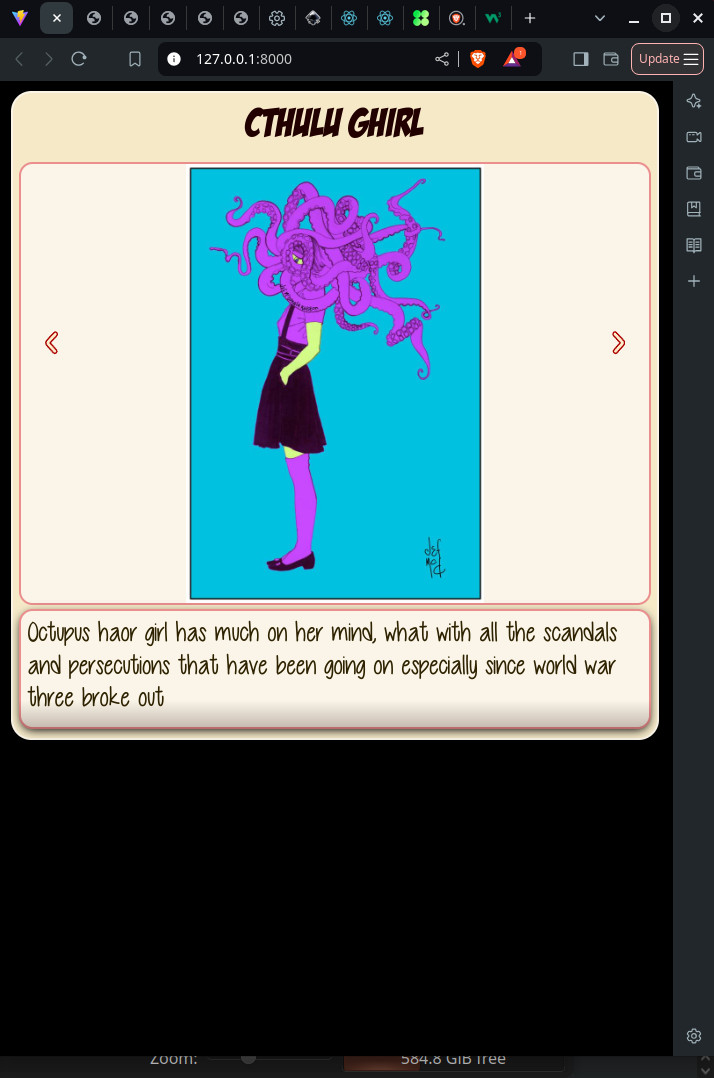 127.0.0.1:8000
Update
CTHULU GHIRL
Octupus haor girl has much on her mind, what with all the scandals
and persecutions that have been going on especially since world war
three broke out
Zoom:
584.8 GiB free